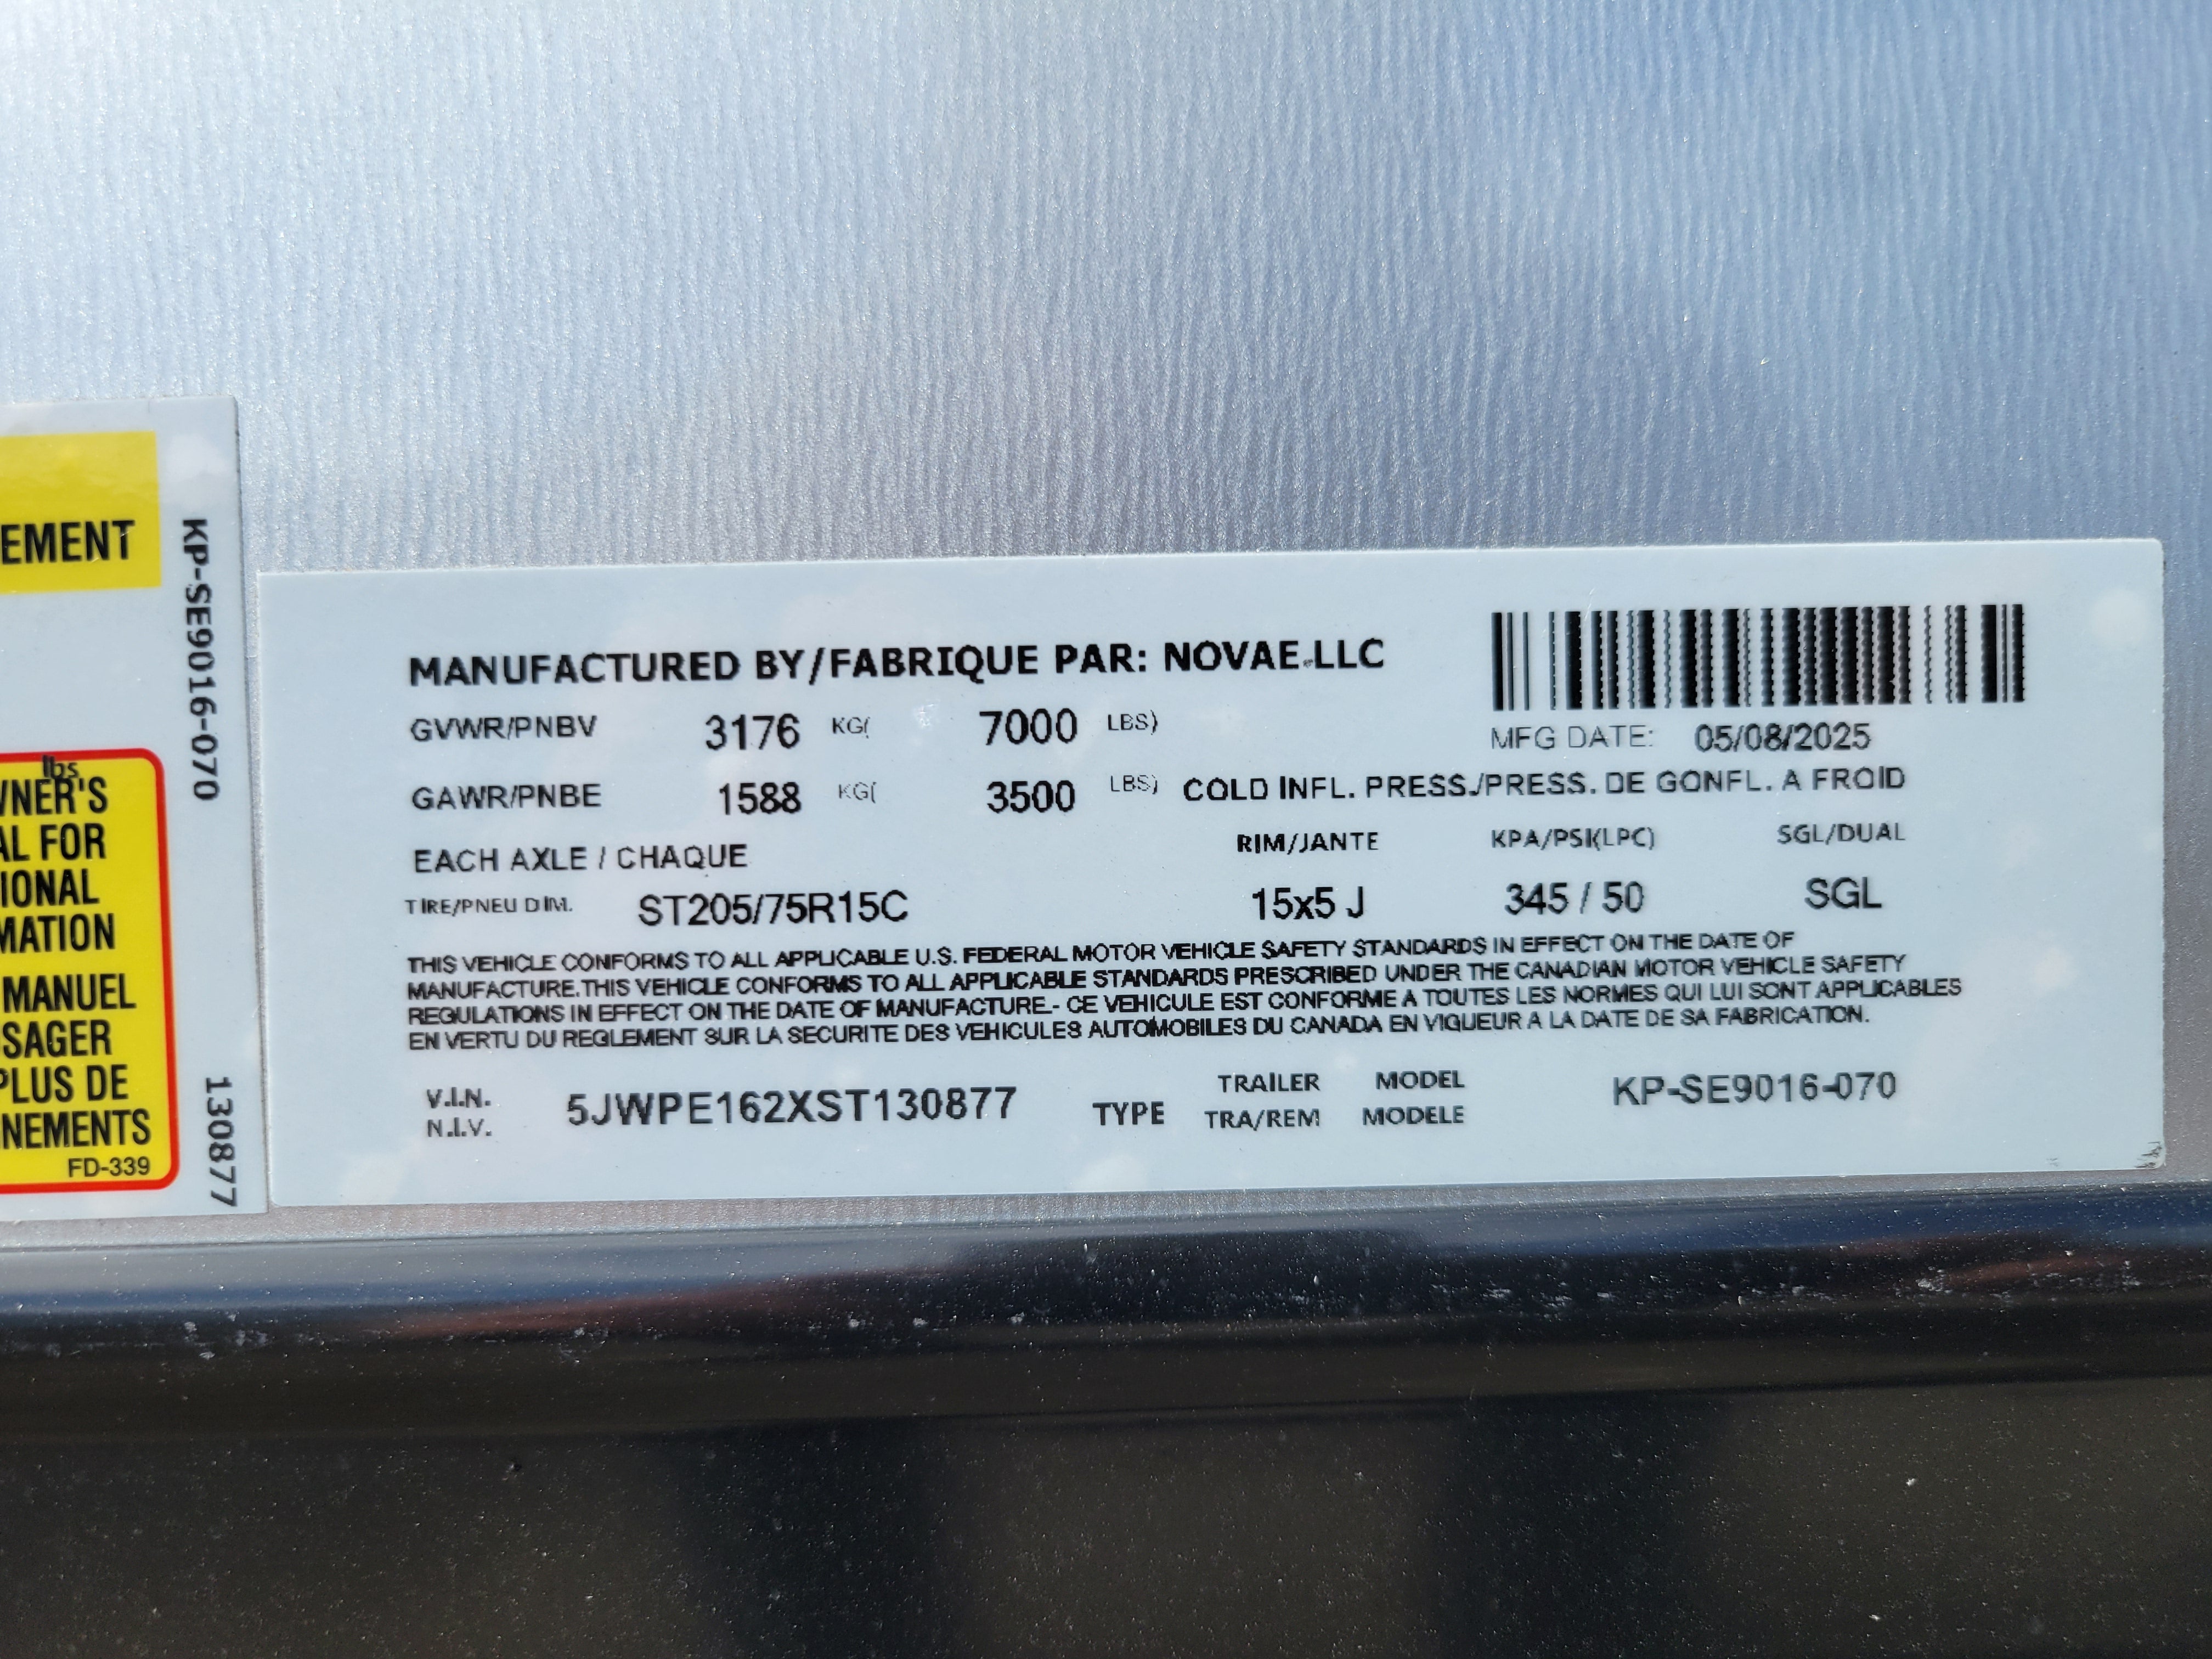 EMENT
lbs
WNER'S
AL FOR
IONAL
MATION
MANUEL
SAGER
PLUS DE
NEMENTS
FD-339
KP-SE9016-070
130877
MANUFACTURED BY/FABRIQUE PAR: NOVAE.LLC
GVWR/PNBV 3176 KG( 7000 LBS)
MFG DATE: 05/08/2025
GAWR/PNBE 1588 KG( 3500 LBS) COLD INFL. PRESS./PRESS. DE GONFL. A FROID
EACH AXLE / CHAQUE RIM/JANTE KPA/PSI(LPC) SGL/DUAL
TIRE/PNEU DIM. ST205/75R15C 15x5 J 345 / 50 SGL
THIS VEHICLE CONFORMS TO ALL APPLICABLE U.S. FEDERAL MOTOR VEHICLE SAFETY STANDARDS IN EFFECT ON THE DATE OF
MANUFACTURE.THIS VEHICLE CONFORMS TO ALL APPLICABLE STANDARDS PRESCRIBED UNDER THE CANADIAN MOTOR VEHICLE SAFETY
REGULATIONS IN EFFECT ON THE DATE OF MANUFACTURE.- CE VEHICULE EST CONFORME A TOUTES LES NORMES QUI LUI SONT APPLICABLES
EN VERTU DU REGLEMENT SUR LA SECURITE DES VEHICULES AUTOMOBILES DU CANADA EN VIGUEUR A LA DATE DE SA FABRICATION.
V.I.N. 5JWPE162XST130877 TYPE TRAILER MODEL KP-SE9016-070
N.I.V. TRA/REM MODELE